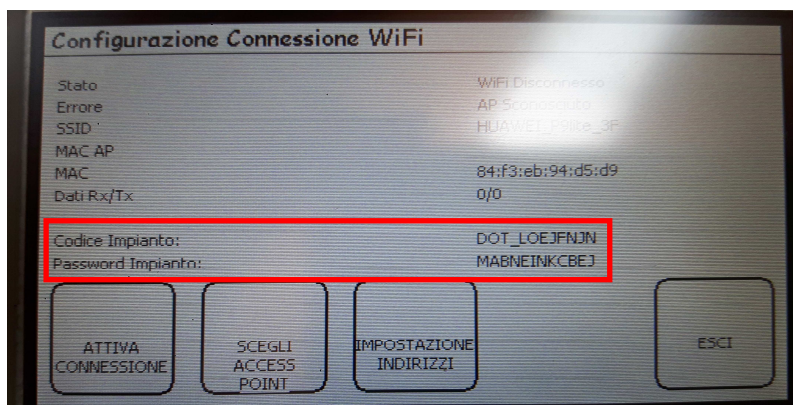 Configurazione Connessione WiFi
Stato WiFi Disconnesso
Errore AP Sconosciuto
SSID HUAWEI_P9lite_3F
MAC AP
MAC 84:f3:eb:94:d5:d9
Dati Rx/Tx 0/0
Codice Impianto: DOT_LOEJFNJN
Password Impianto: MABNEINKCBEJ
ATTIVA
CONNESSIONE
SCEGLI
ACCESS
POINT
IMPOSTAZIONE
INDIRIZZI
ESCI